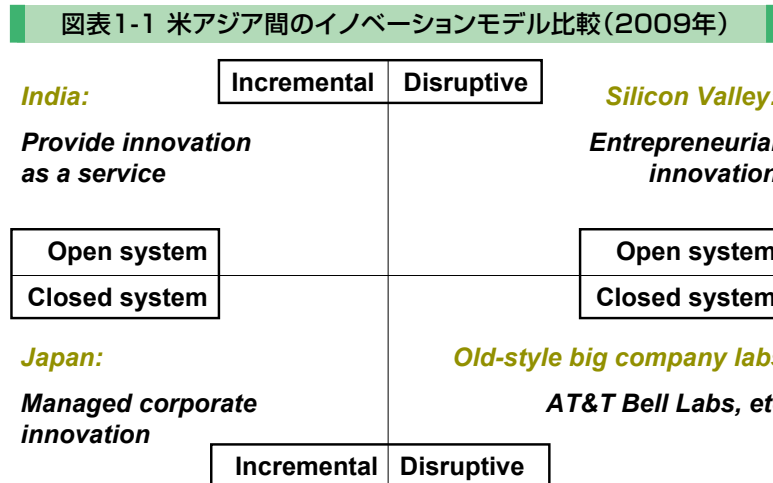 図表1-1 米アジア間のイノベーションモデル比較(2009年)
Incremental Disruptive
India:
Silicon Valley:
Provide innovation
as a service
Entrepreneurial
innovation
Open system
Open system
Closed system
Closed system
Japan:
Old-style big company labs
Managed corporate
innovation
AT&T Bell Labs, et
Incremental Disruptive